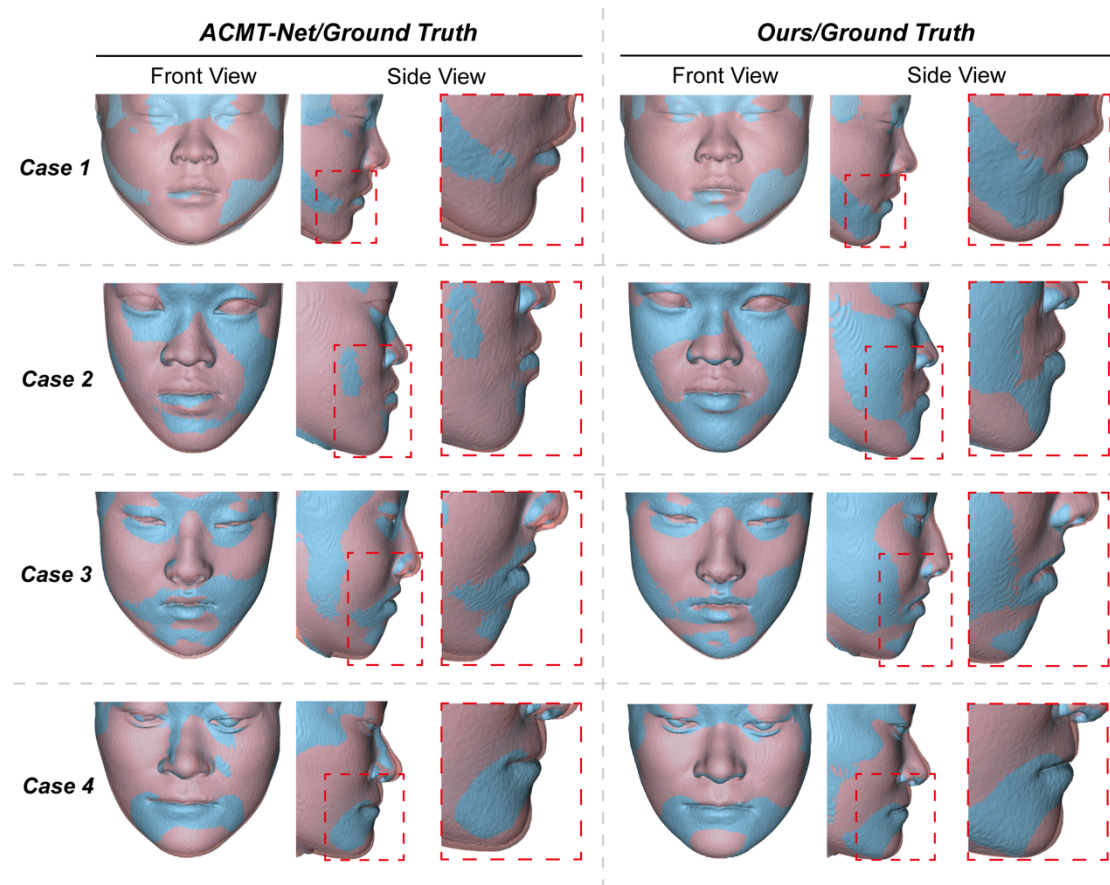 ACMT-Net/Ground Truth
Ours/Ground Truth
Front View
Side View
Front View
Side View
Case 1
Case 2
Case 3
Case 4